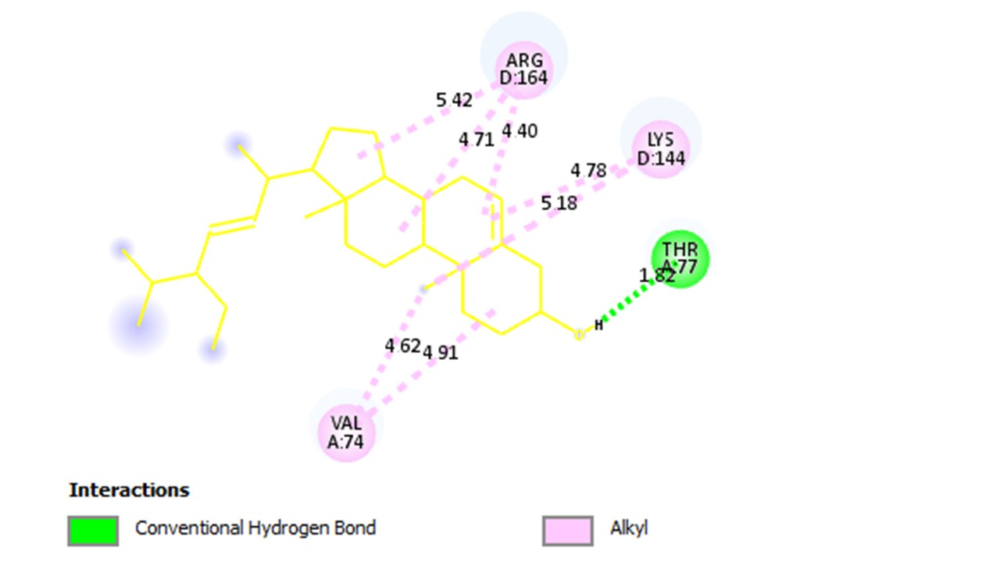 ARG
D:164
5.42
4.71
4.40
LYS
D:144
4.78
5.18
THR
A:77
1.82
H
O
4.62
4.91
VAL
A:74
Interactions
Conventional Hydrogen Bond
Alkyl